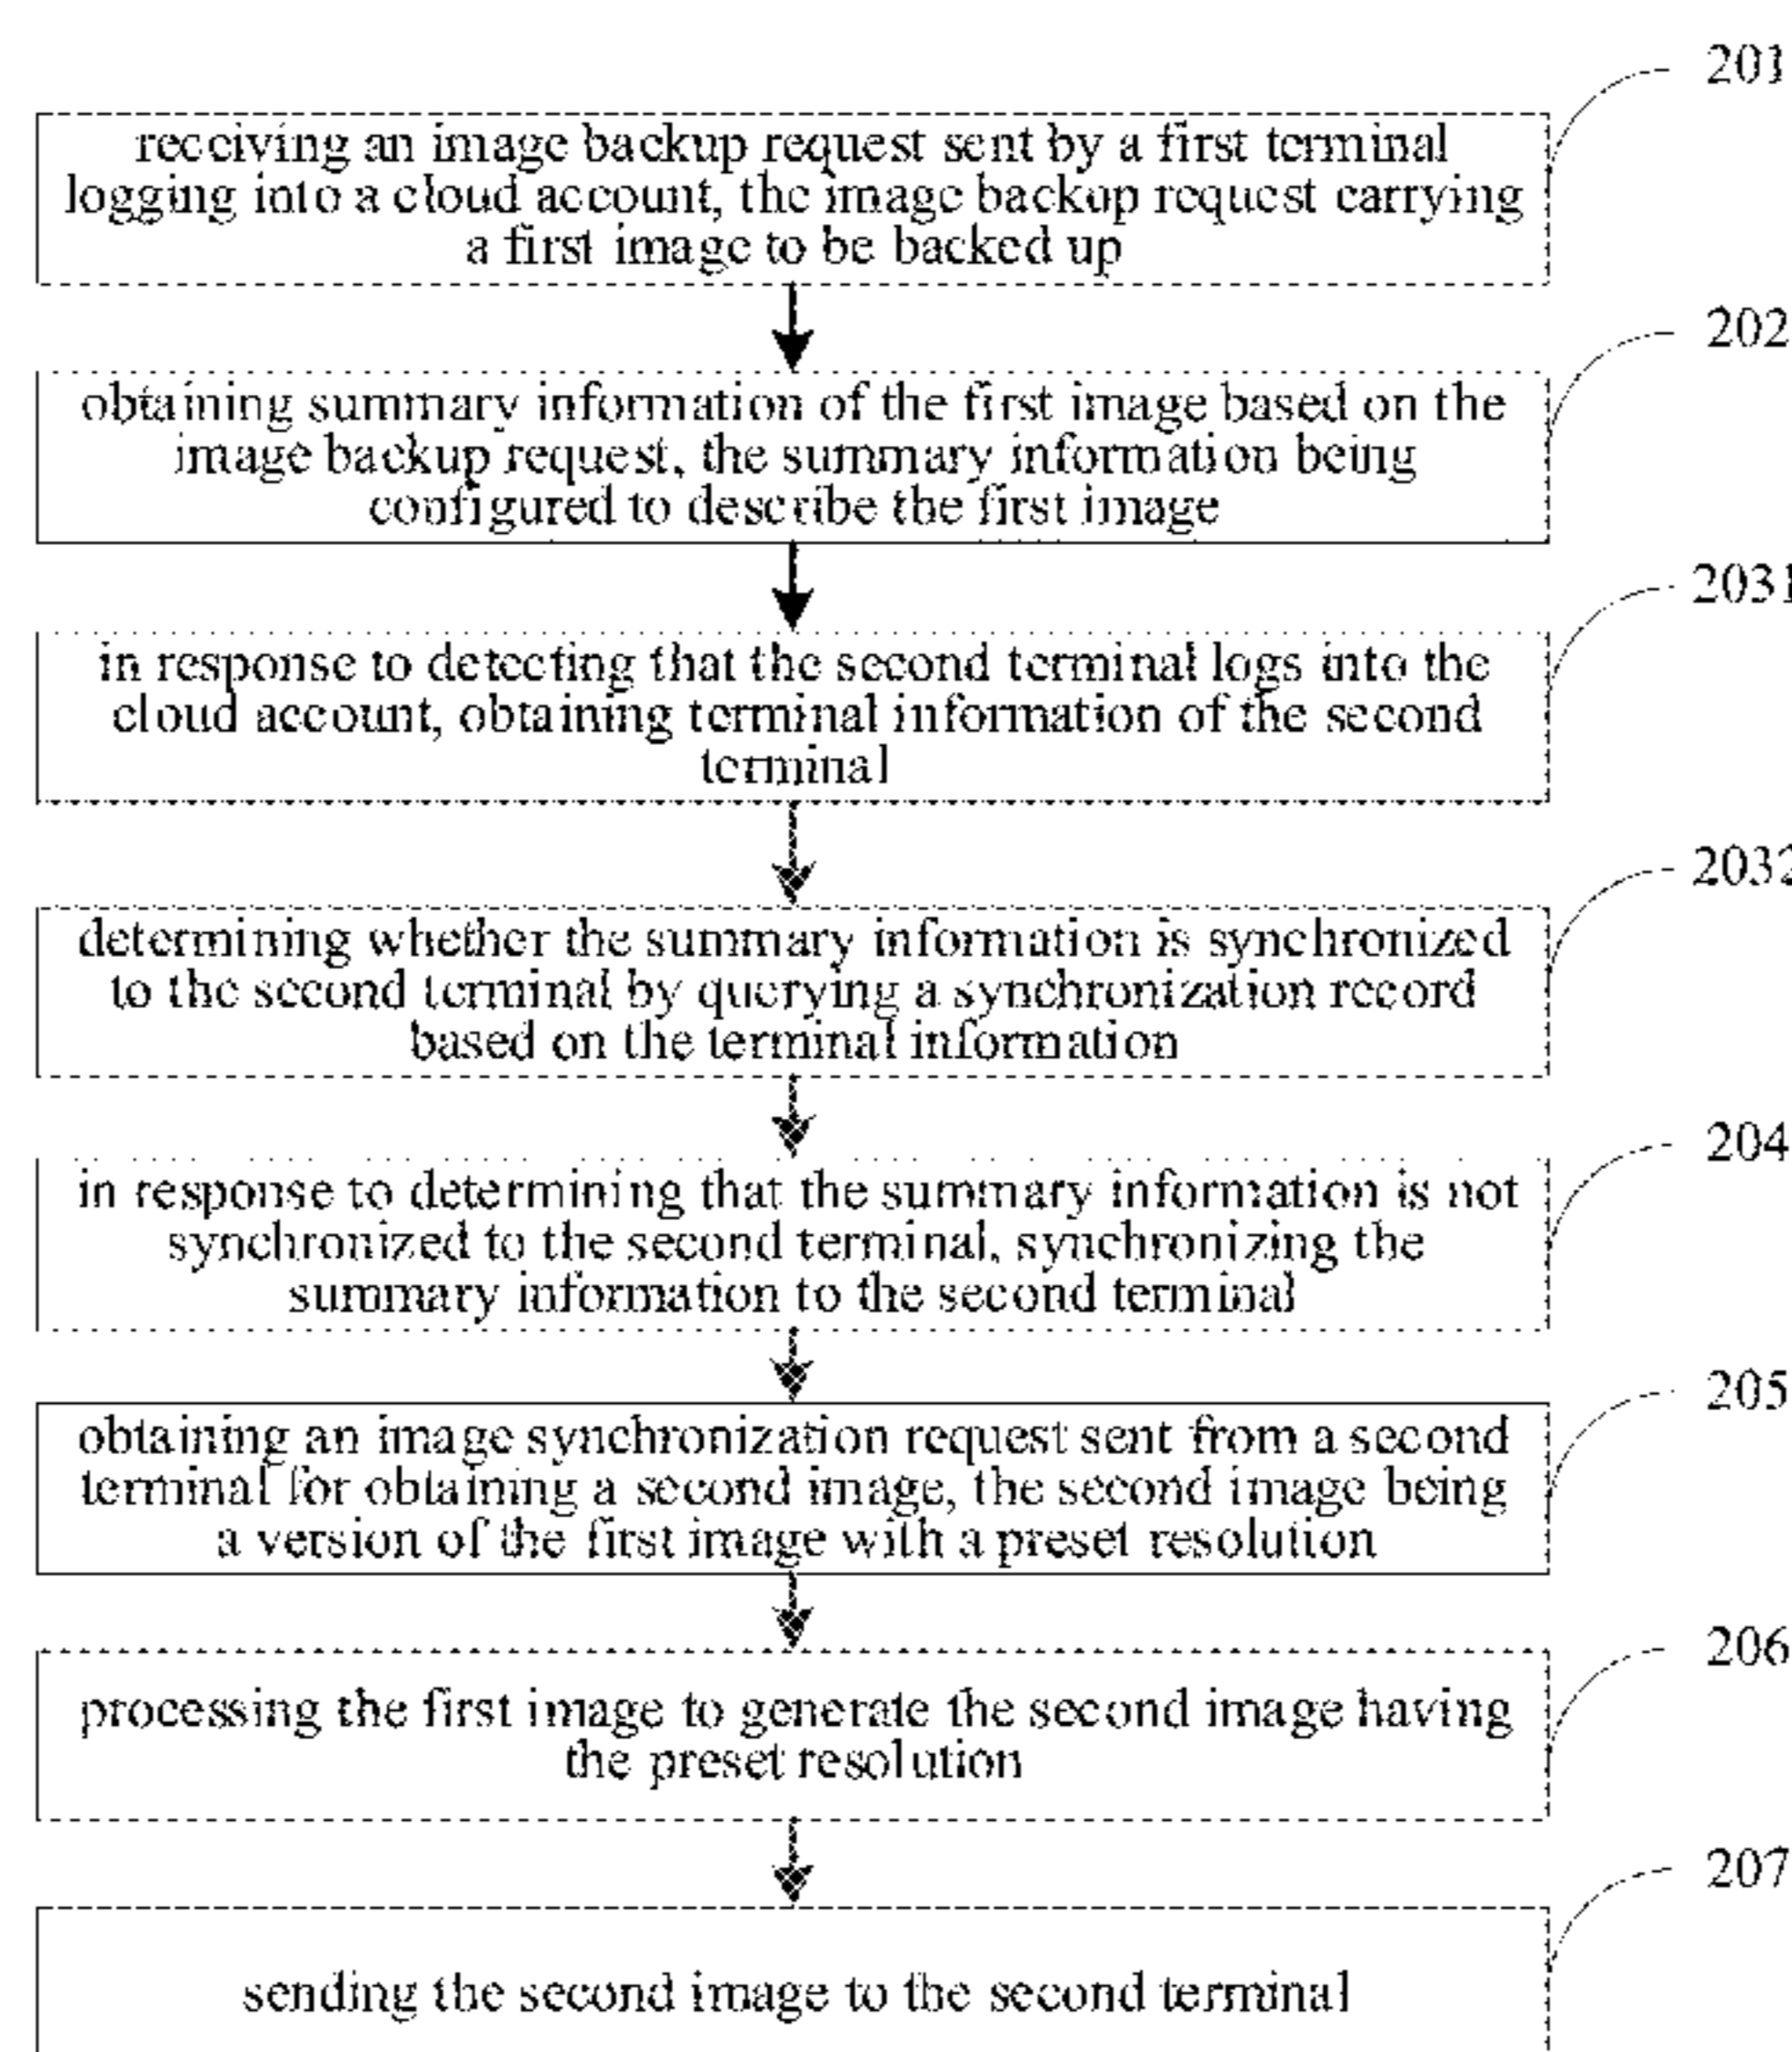 201
receiving an image backup request sent by a first terminal
logging into a cloud account, the image backup request carrying
a first image to be backed up
202
obtaining summary information of the first image based on the
image backup request, the summary information being
configured to describe the first image
2031
in response to detecting that the second terminal logs into the
cloud account, obtaining terminal information of the second
terminal
2032
determining whether the summary information is synchronized
to the second terminal by querying a synchronization record
based on the terminal information
204
in response to determining that the summary information is not
synchronized to the second terminal, synchronizing the
summary information to the second terminal
205
obtaining an image synchronization request sent from a second
terminal for obtaining a second image, the second image being
a version of the first image with a preset resolution
206
processing the first image to generate the second image having
the preset resolution
207
sending the second image to the second terminal